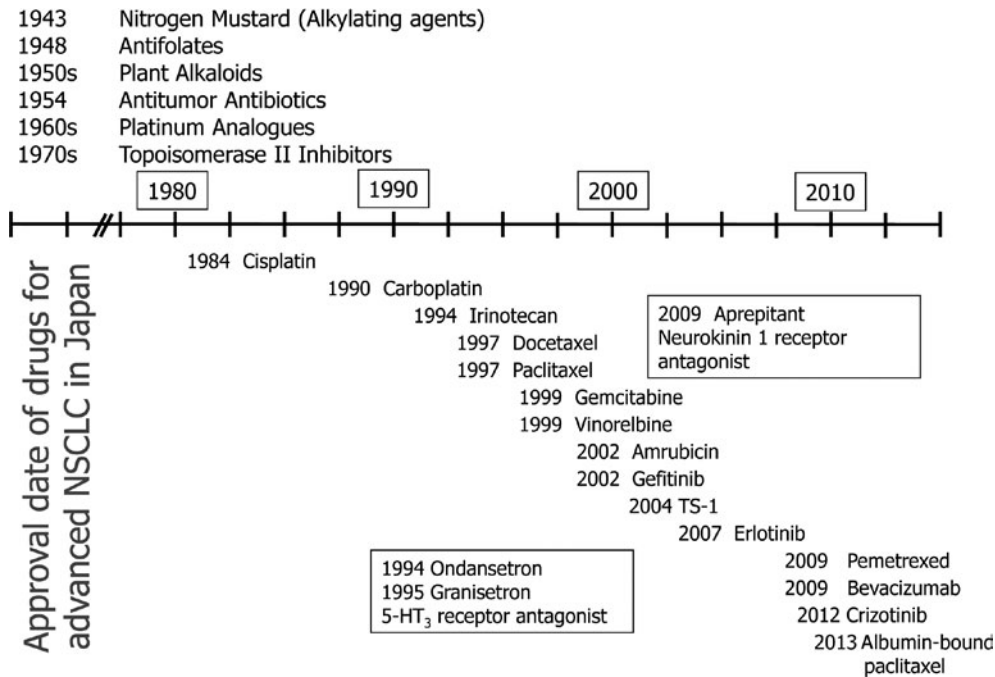 1943 Nitrogen Mustard (Alkylating agents)
1948 Antifolates
1950s Plant Alkaloids
1954 Antitumor Antibiotics
1960s Platinum Analogues
1970s Topoisomerase II Inhibitors
1980 1990 2000 2010
Approval date of drugs for
advanced NSCLC in Japan
1984 Cisplatin
1990 Carboplatin
1994 Irinotecan
1997 Docetaxel
1997 Paclitaxel
1999 Gemcitabine
1999 Vinorelbine
2002 Amrubicin
2002 Gefitinib
2004 TS-1
2007 Erlotinib
2009 Pemetrexed
2009 Bevacizumab
2012 Crizotinib
2013 Albumin-bound
paclitaxel
2009 Aprepitant
Neurokinin 1 receptor
antagonist
1994 Ondansetron
1995 Granisetron
5-HT₃ receptor antagonist